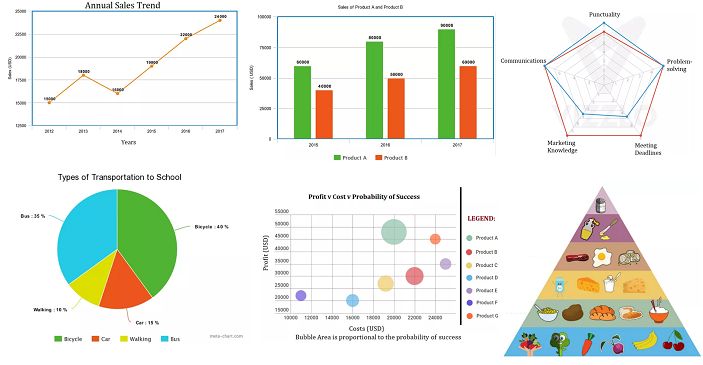 Annual Sales Trend
25000
22500
20000
17500
15000
12500
Sales (USD)
15000
18000
16000
19000
22000
24000
2012
2013
2014
2015
2016
2017
Years
Sales of Product A and Product B
100000
75000
50000
25000
0
Sales ( USD)
60000
40000
80000
50000
90000
60000
2015
2016
2017
Product A
Product B
Punctuality
Communications
Problem-
solving
Marketing
Knowledge
Meeting
Deadlines
Types of Transportation to School
Bus : 35 %
Bicycle : 40 %
Walking : 10 %
Car : 15 %
Bicycle
Car
Walking
Bus
meta-chart.com
Profit v Cost v Probability of Success
55000
50000
45000
40000
35000
30000
25000
20000
15000
Profit (USD)
10000
12000
14000
16000
18000
20000
22000
24000
Costs (USD)
Bubble Area is proportional to the probability of success
LEGEND:
Product A
Product B
Product C
Product D
Product E
Product F
Product G